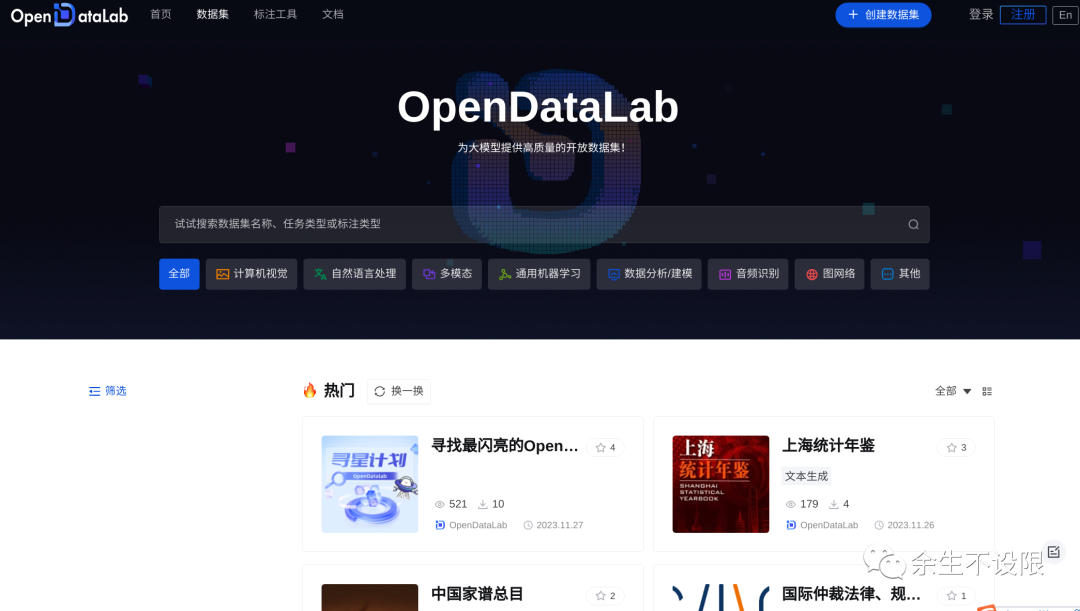 OpenDataLab 首页 数据集 标注工具 文档 创建数据集 登录 注册 En
OpenDataLab
为大模型提供高质量的开放数据集!
试试搜索数据集名称、任务类型或标注类型
全部 计算机视觉 自然语言处理 多模态 通用机器学习 数据分析/建模 音频识别 图网络 其他
筛选
热门 换一换 全部
寻星计划
OpenDataLab
寻找最闪亮的Open... 4
521 10
OpenDataLab 2023.11.27
上海
统计年鉴
SHANGHAI
STATISTICAL
YEARBOOK
上海统计年鉴 3
文本生成
179 4
OpenDataLab 2023.11.26
余生不设限
中国家谱总目 2
国际仲裁法律、规... 1